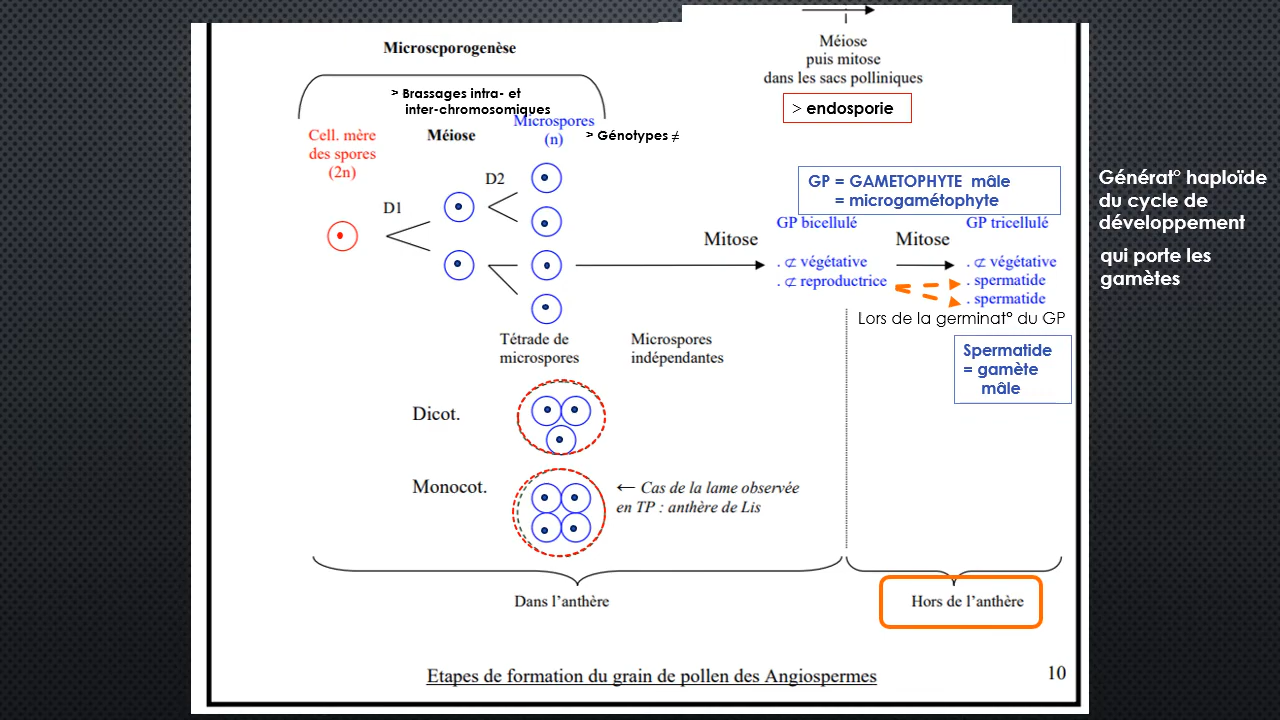 Méiose
puis mitose
dans les sacs polliniques
> endosporie
Microscporogenèse
> Brassages intra- et
inter-chromosomiques
Cell. mère
des spores
(2n)
Méiose
Microspores
(n)
> Génotypes ≠
D1
D2
GP = GAMETOPHYTE mâle
= microgamétophyte
Mitose
GP bicellulé
. ⊄ végétative
. ⊄ reproductrice
Mitose
GP tricellulé
. ⊄ végétative
. spermatide
. spermatide
Lors de la germinat° du GP
Spermatide
= gamète
mâle
Générat° haploïde
du cycle de
développement
qui porte les
gamètes
Tétrade de
microspores
Microspores
indépendantes
Dicot.
Monocot.
← Cas de la lame observée
en TP : anthère de Lis
Dans l’anthère
Hors de l’anthère
Etapes de formation du grain de pollen des Angiospermes
10